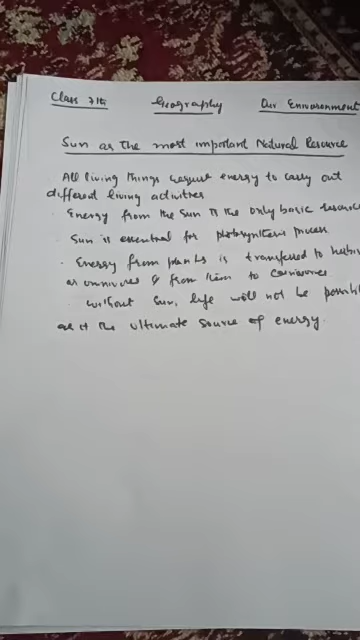 Class 7th Geography Our Environment
Sun as the most important Natural Resource
All living things require energy to carry out
different living activities
· Energy from the Sun is the only basic
· Sun is essential for photosynthesis process
· Energy from plants is transferred to
or omnivores & from them to carnivores
· without sun, life will not be
as it the ultimate source of energy.